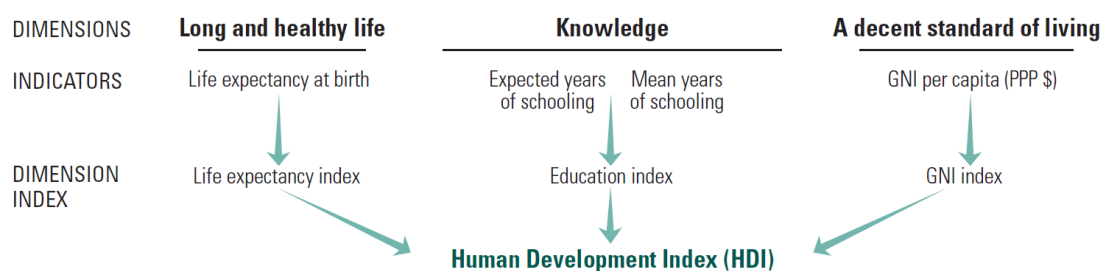 DIMENSIONS Long and healthy life Knowledge A decent standard of living
INDICATORS Life expectancy at birth Expected years Mean years GNI per capita (PPP $)
of schooling of schooling
DIMENSION Life expectancy index Education index GNI index
INDEX
Human Development Index (HDI)